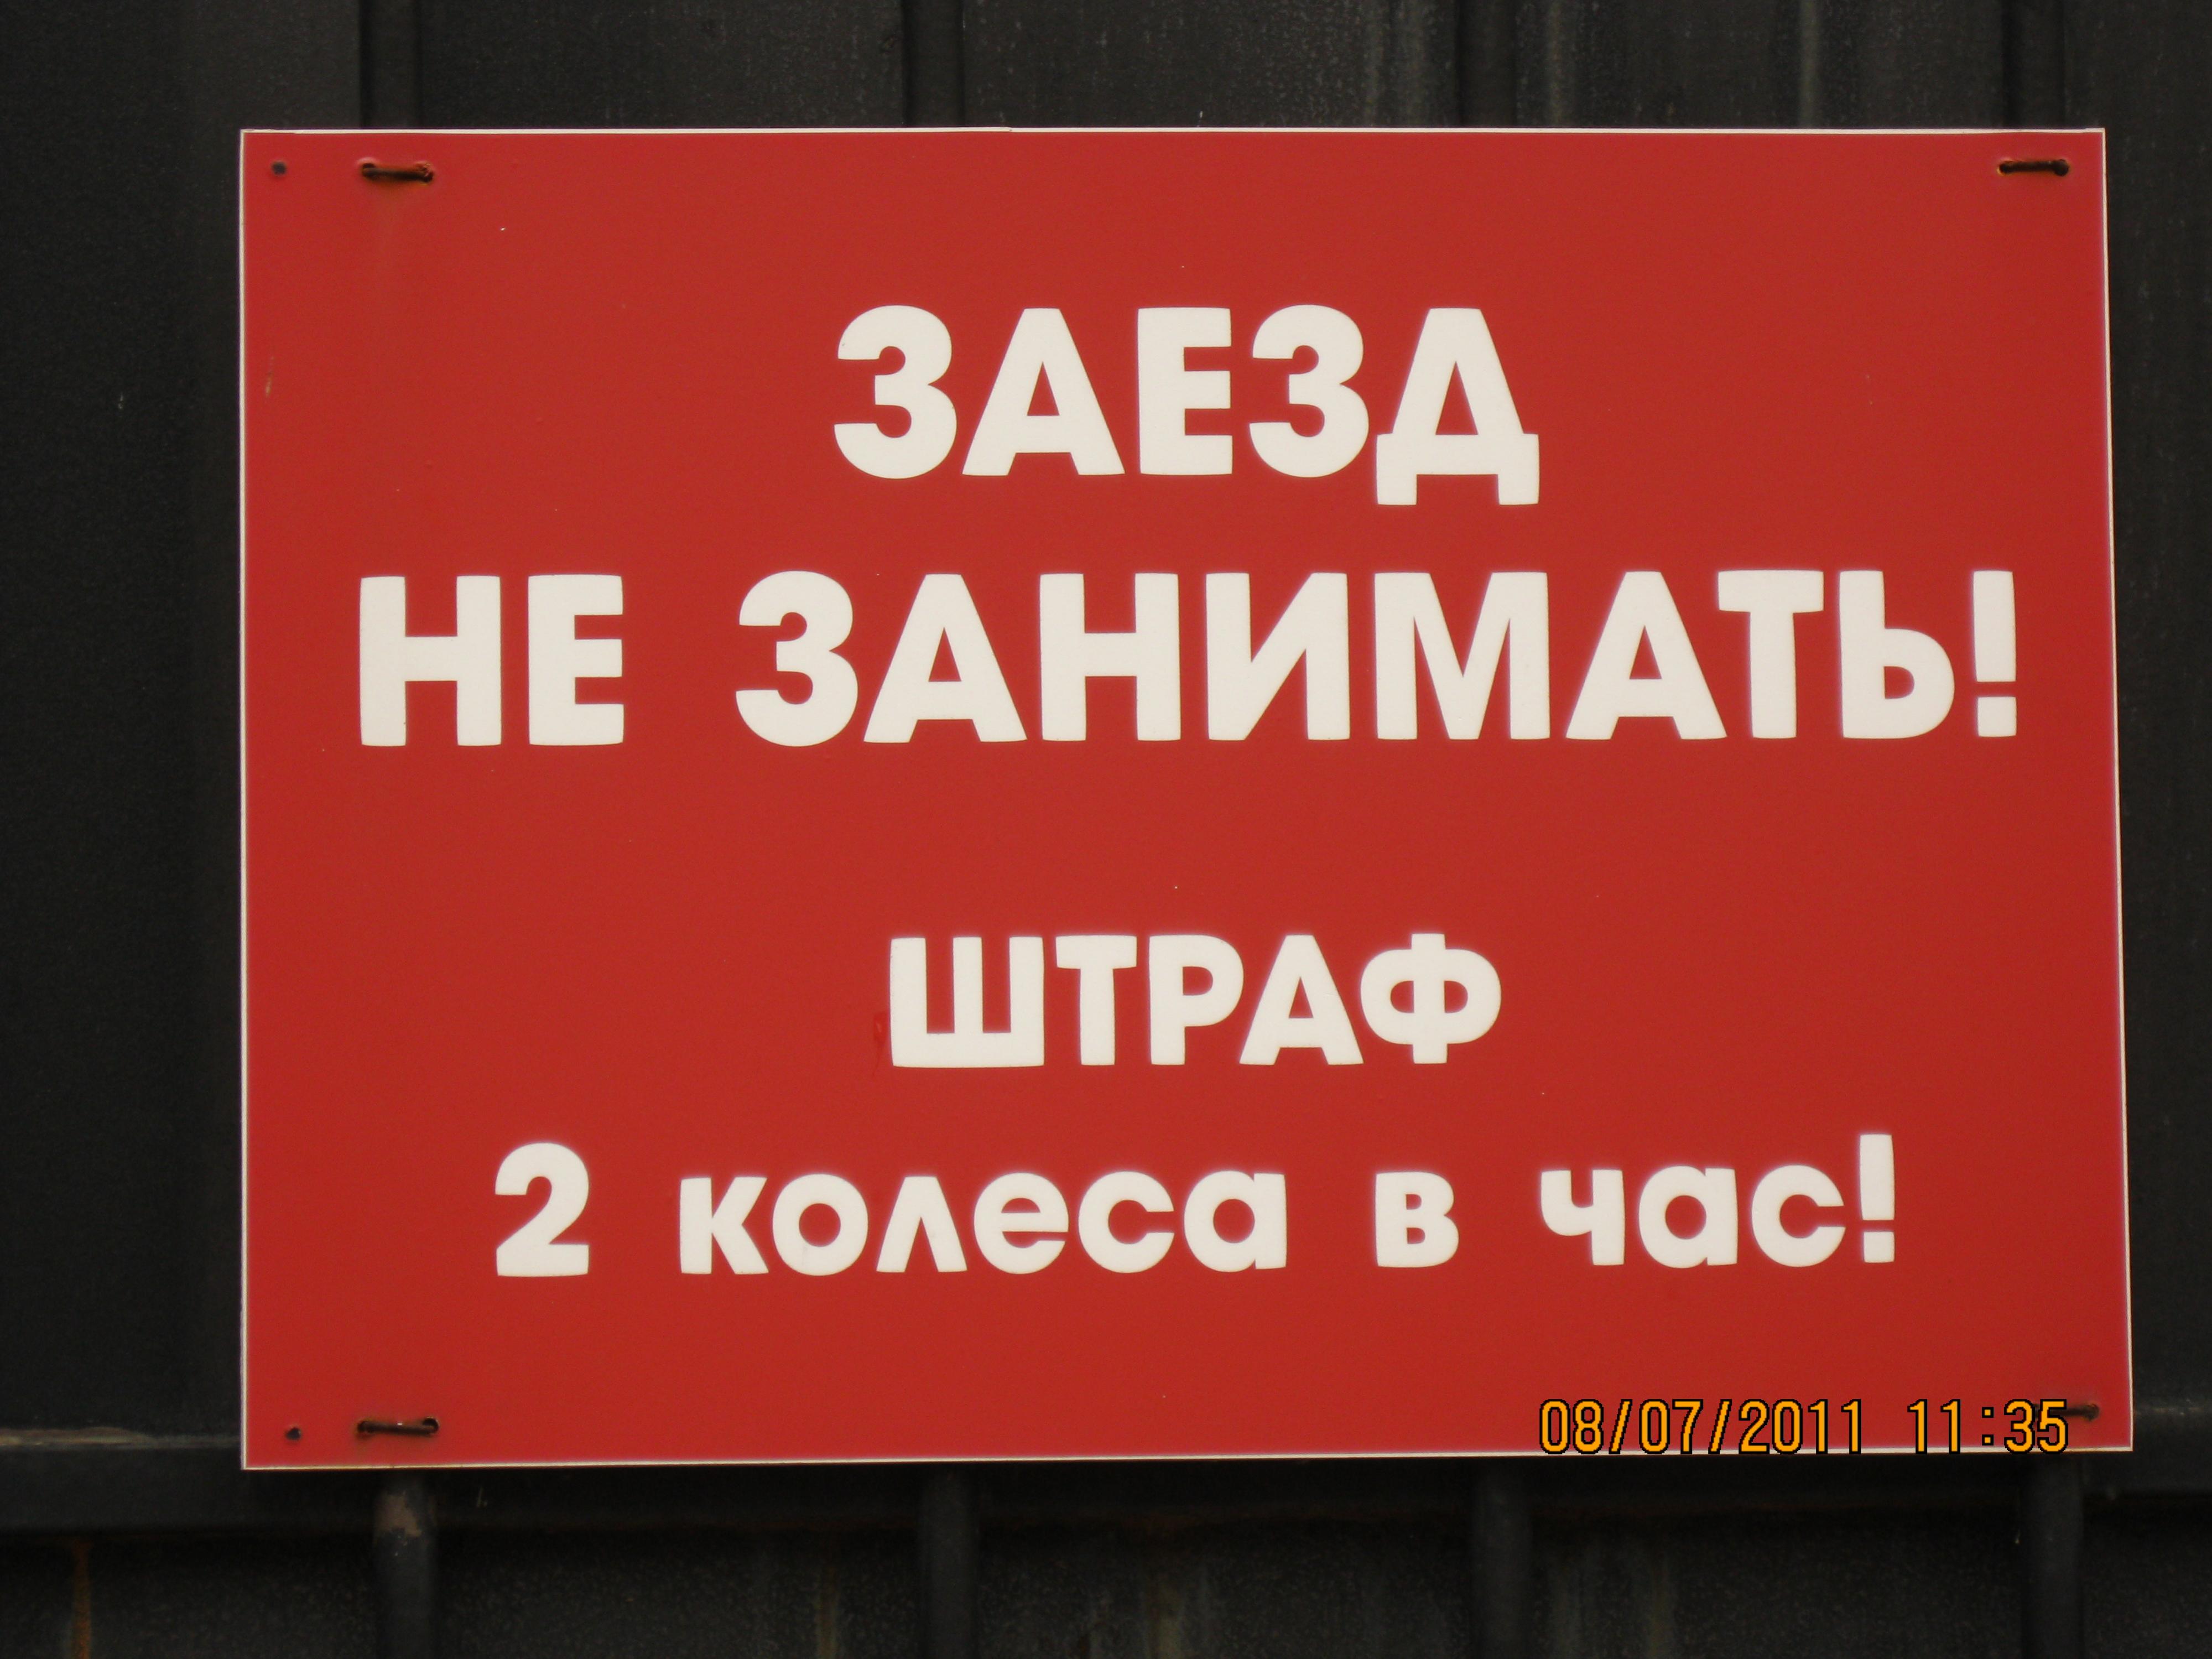 ЗАЕЗД
НЕ ЗАНИМАТЬ!
ШТРАФ
2 колеса в час!
08/07/2011 11:35